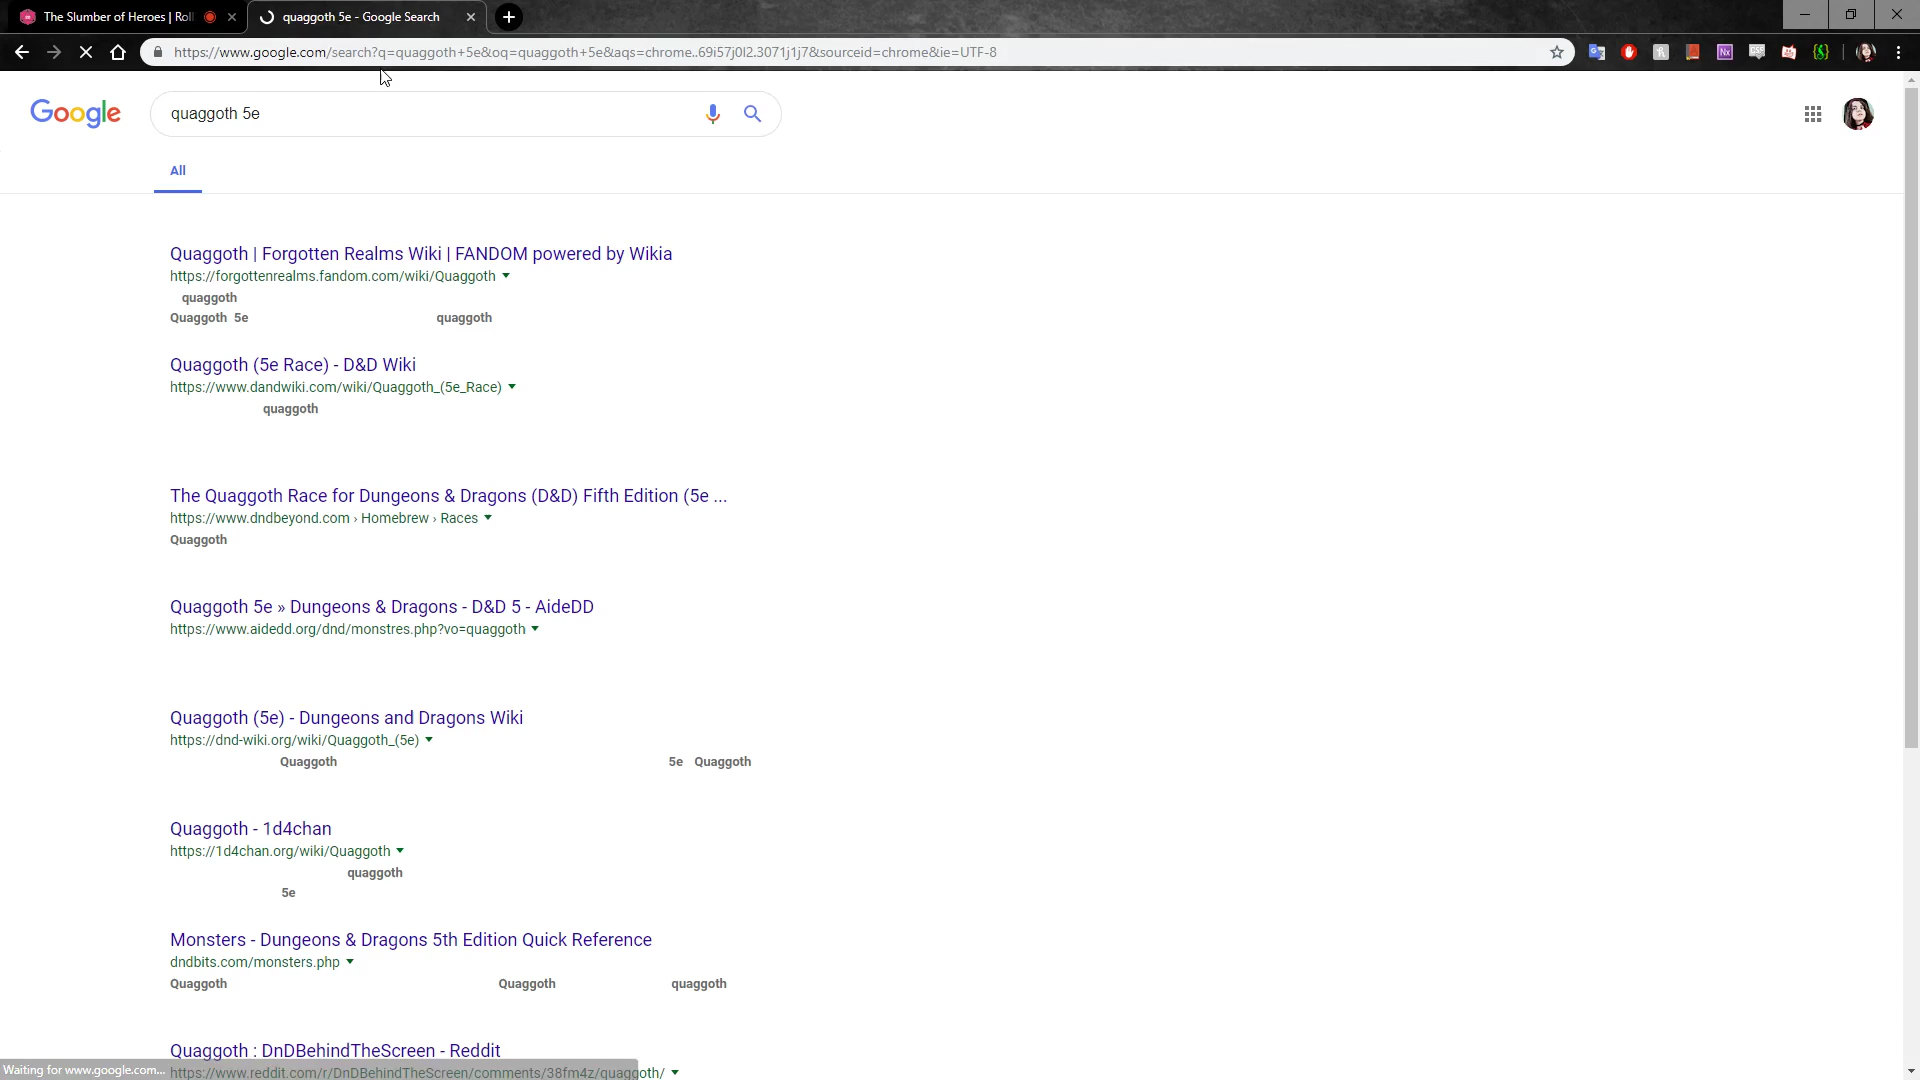 The Slumber of Heroes | Roll
quaggoth 5e - Google Search
https://www.google.com/search?q=quaggoth+5e&oq=quaggoth+5e&aqs=chrome..69i57j0l2.3071j1j7&sourceid=chrome&ie=UTF-8
Google
quaggoth 5e
All
Quaggoth | Forgotten Realms Wiki | FANDOM powered by Wikia
https://forgottenrealms.fandom.com/wiki/Quaggoth
quaggoth
Quaggoth 5e quaggoth
Quaggoth (5e Race) - D&D Wiki
https://www.dandwiki.com/wiki/Quaggoth_(5e_Race)
quaggoth
The Quaggoth Race for Dungeons & Dragons (D&D) Fifth Edition (5e ...
https://www.dndbeyond.com › Homebrew › Races
Quaggoth
Quaggoth 5e » Dungeons & Dragons - D&D 5 - AideDD
https://www.aidedd.org/dnd/monstres.php?vo=quaggoth
Quaggoth (5e) - Dungeons and Dragons Wiki
https://dnd-wiki.org/wiki/Quaggoth_(5e)
Quaggoth 5e Quaggoth
Quaggoth - 1d4chan
https://1d4chan.org/wiki/Quaggoth
quaggoth
5e
Monsters - Dungeons & Dragons 5th Edition Quick Reference
dndbits.com/monsters.php
Quaggoth Quaggoth quaggoth
Quaggoth : DnDBehindTheScreen - Reddit
https://www.reddit.com/r/DnDBehindTheScreen/comments/38fm4z/quaggoth/
Waiting for www.google.com...